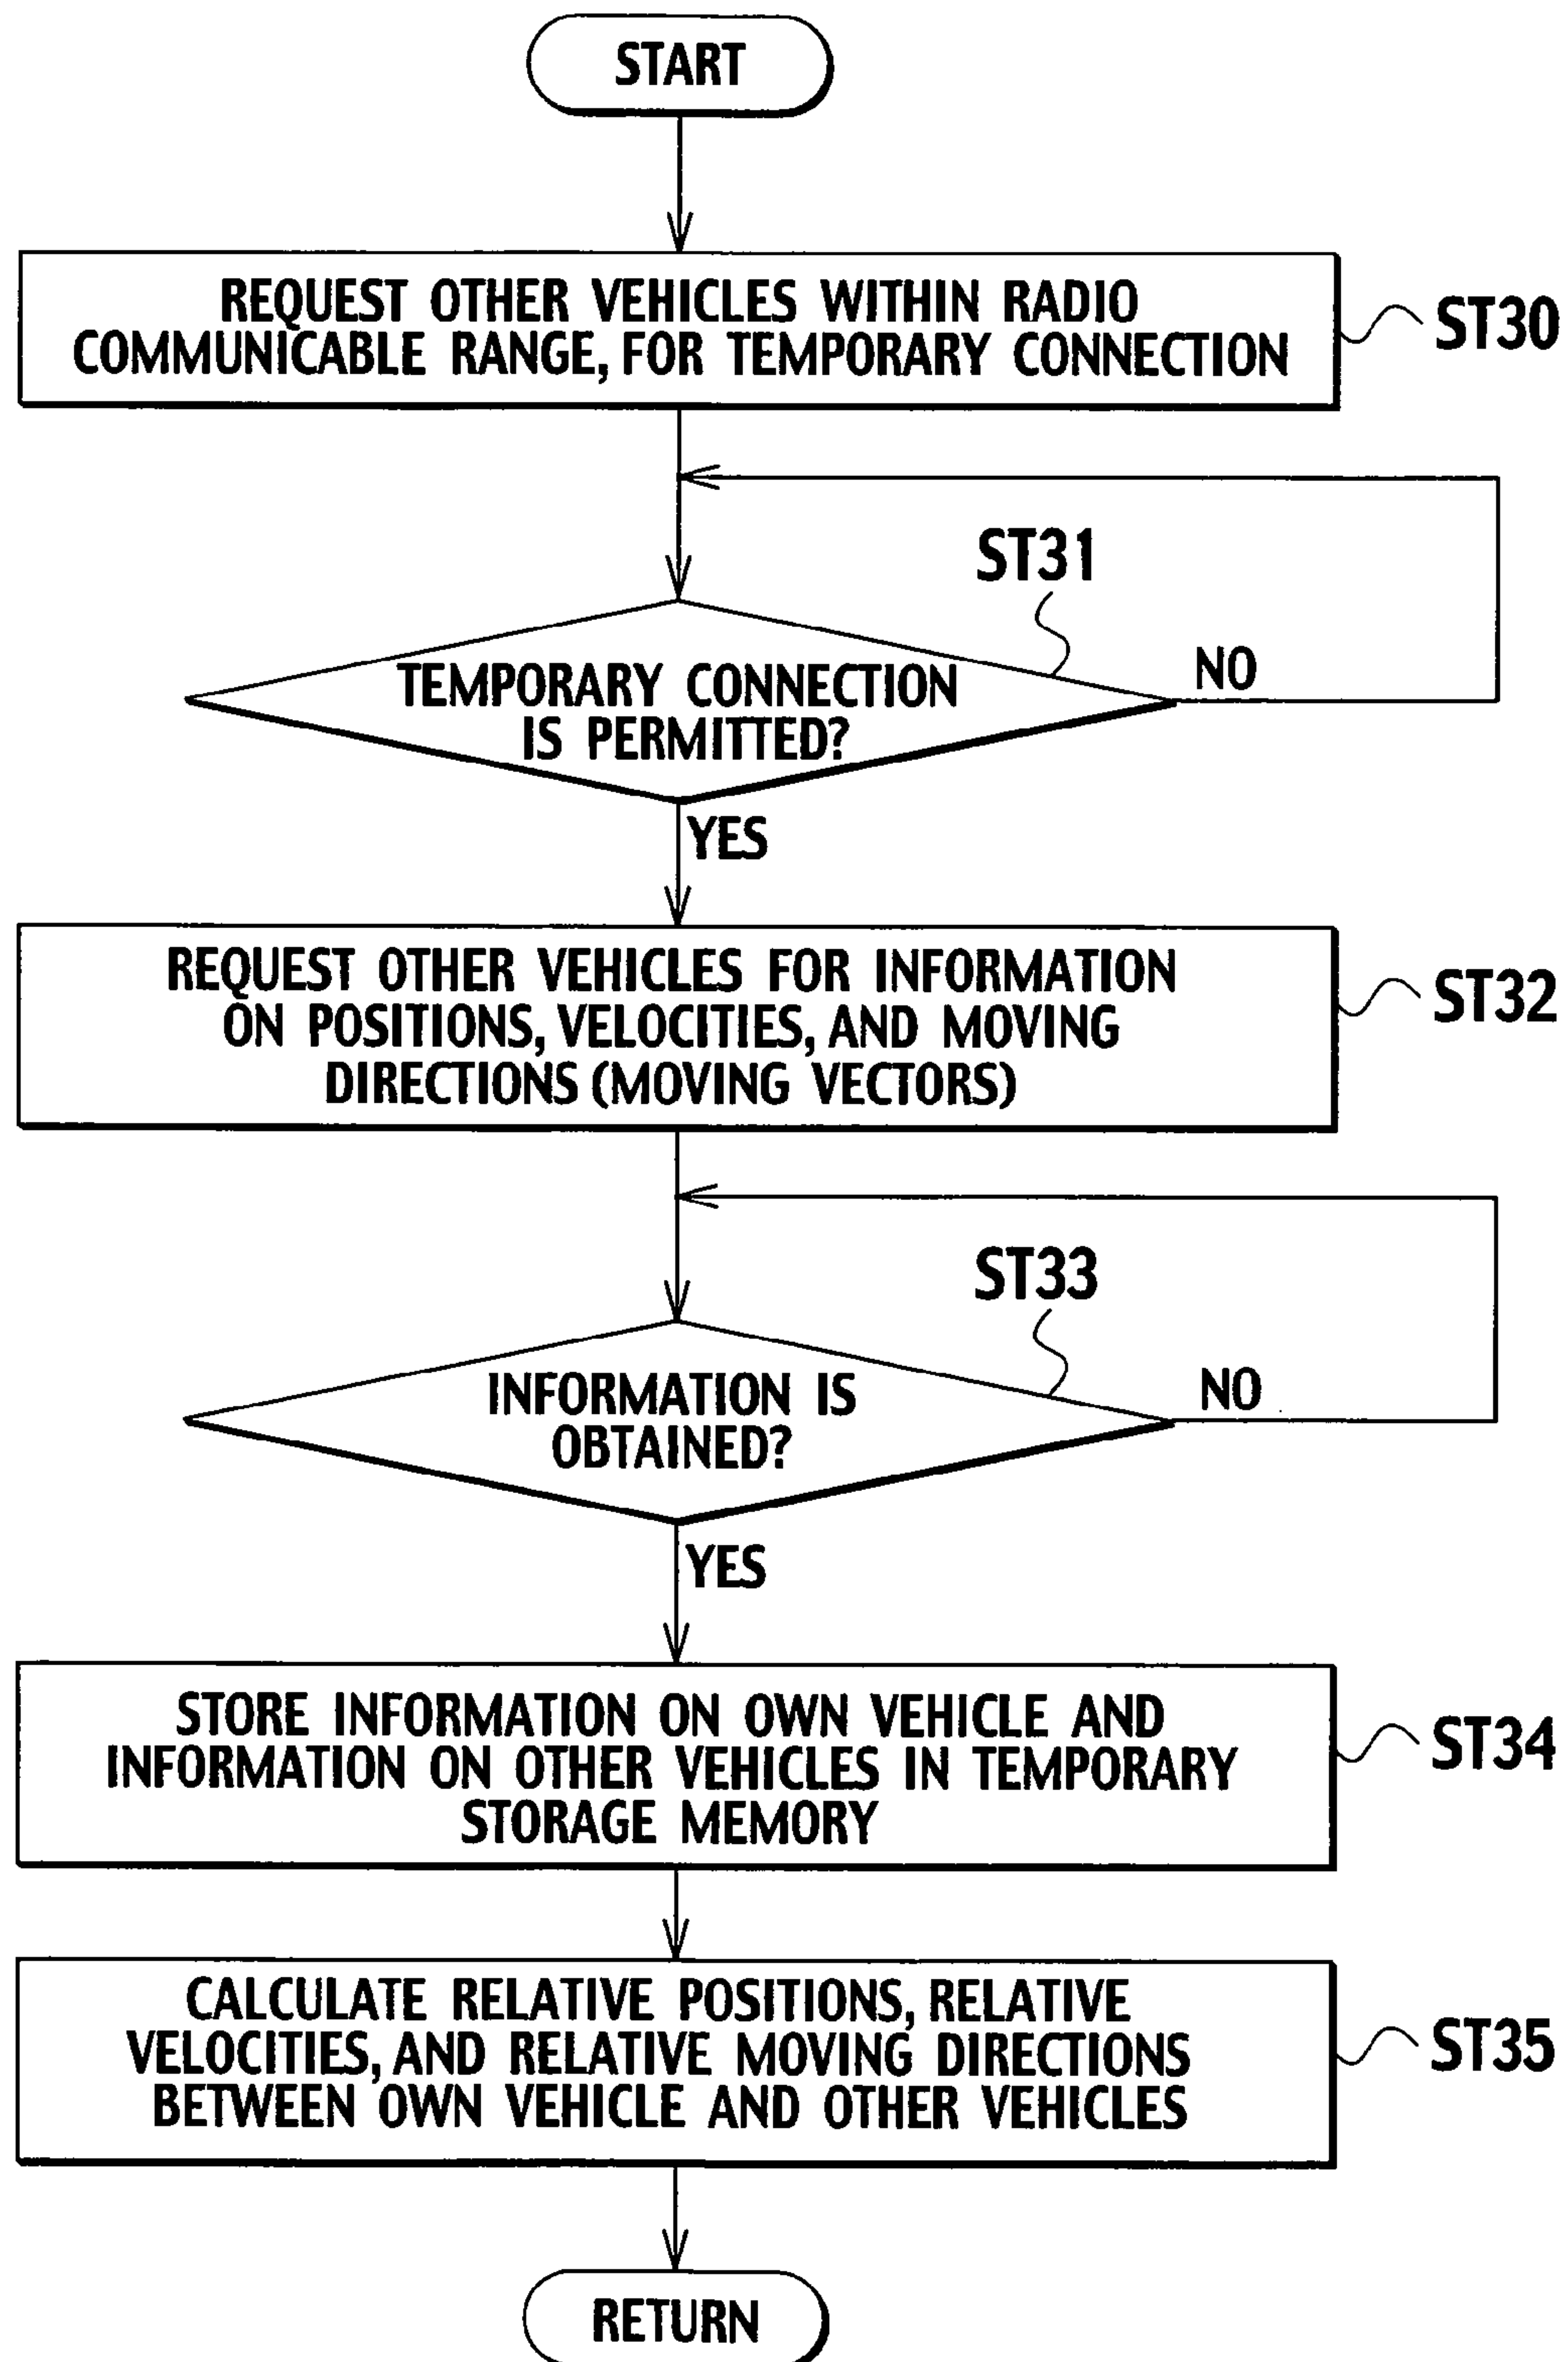 START
REQUEST OTHER VEHICLES WITHIN RADIO
COMMUNICABLE RANGE, FOR TEMPORARY CONNECTION
ST30
ST31
TEMPORARY CONNECTION
IS PERMITTED?
NO
YES
REQUEST OTHER VEHICLES FOR INFORMATION
ON POSITIONS, VELOCITIES, AND MOVING
DIRECTIONS (MOVING VECTORS)
ST32
ST33
INFORMATION IS
OBTAINED?
NO
YES
STORE INFORMATION ON OWN VEHICLE AND
INFORMATION ON OTHER VEHICLES IN TEMPORARY
STORAGE MEMORY
ST34
CALCULATE RELATIVE POSITIONS, RELATIVE
VELOCITIES, AND RELATIVE MOVING DIRECTIONS
BETWEEN OWN VEHICLE AND OTHER VEHICLES
ST35
RETURN